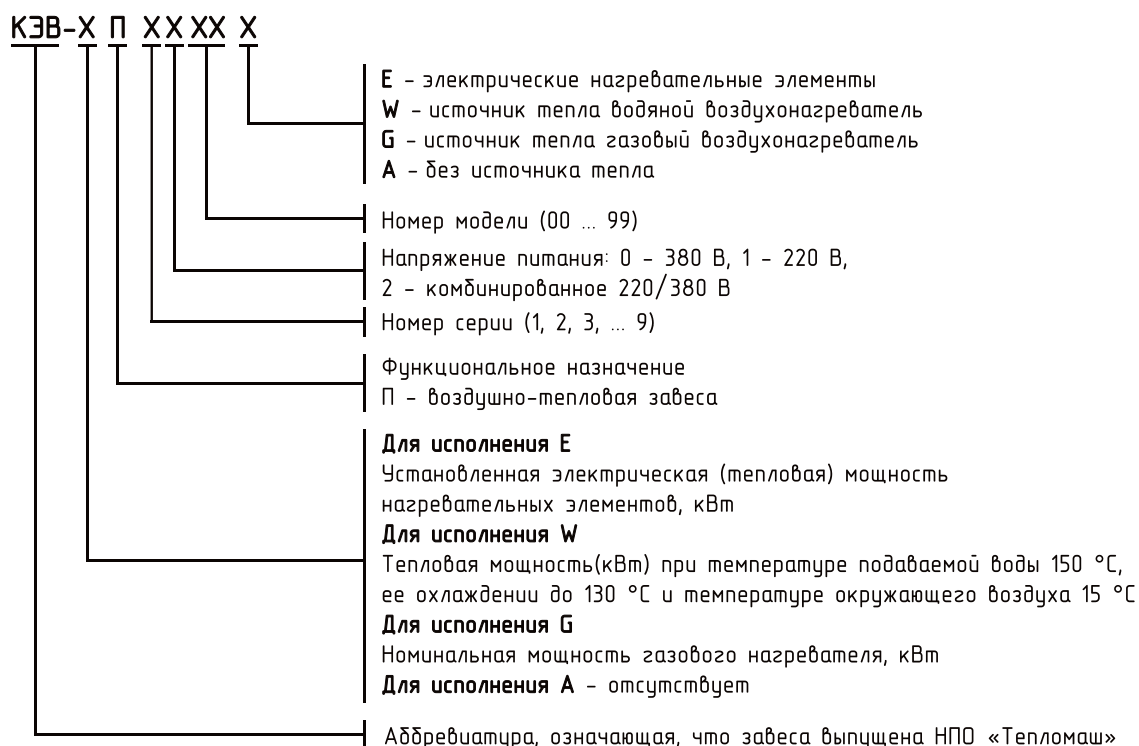 КЭВ-Х П Х Х ХХ Х
Е - электрические нагревательные элементы
W - источник тепла водяной воздухонагреватель
G - источник тепла газовый воздухонагреватель
А - без источника тепла
Номер модели (00 ... 99)
Напряжение питания: 0 - 380 В, 1 - 220 В,
2 - комбинированное 220/380 В
Номер серии (1, 2, 3, ... 9)
Функциональное назначение
П - воздушно-тепловая завеса
Для исполнения Е
Установленная электрическая (тепловая) мощность
нагревательных элементов, кВт
Для исполнения W
Тепловая мощность(кВт) при температуре подаваемой воды 150 °С,
ее охлаждении до 130 °С и температуре окружающего воздуха 15 °С
Для исполнения G
Номинальная мощность газового нагревателя, кВт
Для исполнения А - отсутствует
Аббревиатура, означающая, что завеса выпущена НПО «Тепломаш»